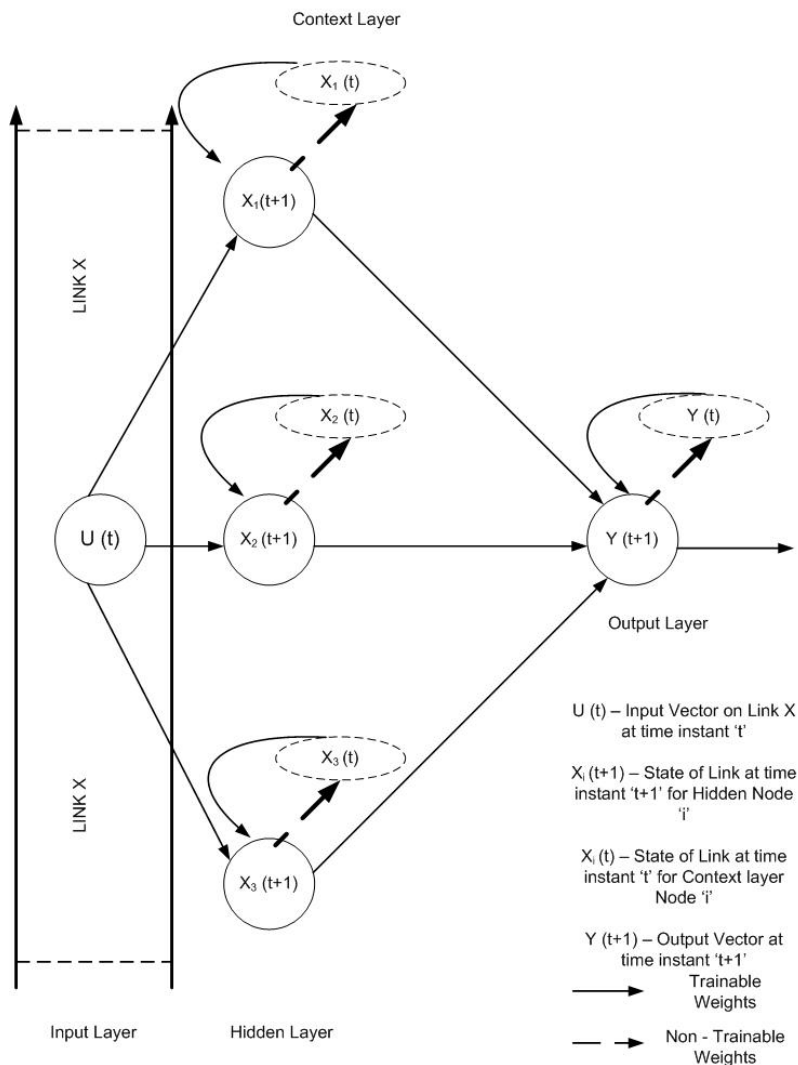 Context Layer
X₁ (t)
X₁(t+1)
LINK X
X₂ (t)
Y (t)
U (t)
X₂ (t+1)
Y (t+1)
Output Layer
X₃ (t)
LINK X
X₃ (t+1)
U (t) – Input Vector on Link X
at time instant ‘t’
Xᵢ (t+1) – State of Link at time
instant ‘t+1’ for Hidden Node
‘i’
Xᵢ (t) – State of Link at time
instant ‘t’ for Context layer
Node ‘i’
Y (t+1) – Output Vector at
time instant ‘t+1’
Trainable
Weights
Non - Trainable
Weights
Input Layer
Hidden Layer